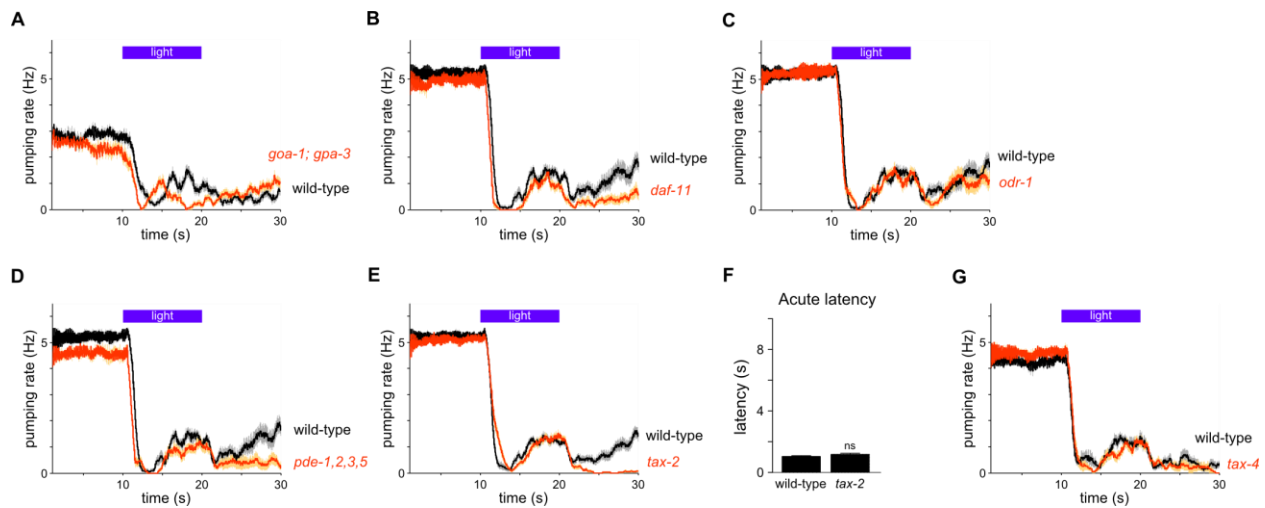 A
light
pumping rate (Hz)
5
0
goa-1; gpa-3
wild-type
10
20
30
time (s)
B
light
pumping rate (Hz)
5
0
wild-type
daf-11
10
20
30
time (s)
C
light
pumping rate (Hz)
5
0
wild-type
odr-1
10
20
30
time (s)
D
light
pumping rate (Hz)
5
0
wild-type
pde-1,2,3,5
10
20
30
time (s)
E
light
pumping rate (Hz)
5
0
wild-type
tax-2
10
20
30
time (s)
F
Acute latency
latency (s)
8
4
0
ns
wild-type
tax-2
G
light
pumping rate (Hz)
5
0
wild-type
tax-4
10
20
30
time (s)